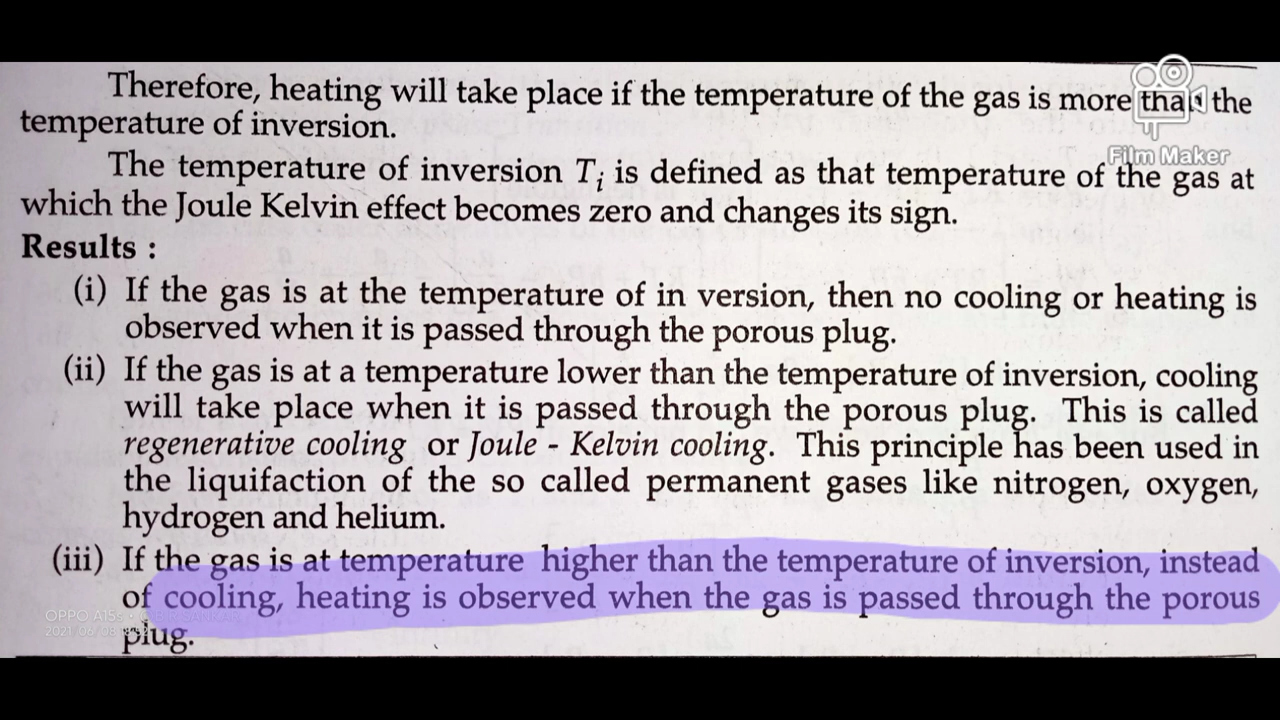 Therefore, heating will take place if the temperature of the gas is more than the
temperature of inversion.
Film Maker
The temperature of inversion Ti is defined as that temperature of the gas at
which the Joule Kelvin effect becomes zero and changes its sign.
Results :
(i) If the gas is at the temperature of in version, then no cooling or heating is
observed when it is passed through the porous plug.
(ii) If the gas is at a temperature lower than the temperature of inversion, cooling
will take place when it is passed through the porous plug. This is called
regenerative cooling or Joule - Kelvin cooling. This principle has been used in
the liquifaction of the so called permanent gases like nitrogen, oxygen,
hydrogen and helium.
(iii) If the gas is at temperature higher than the temperature of inversion, instead
of cooling, heating is observed when the gas is passed through the porous
OPPO A15s
2021/06/08
plug.